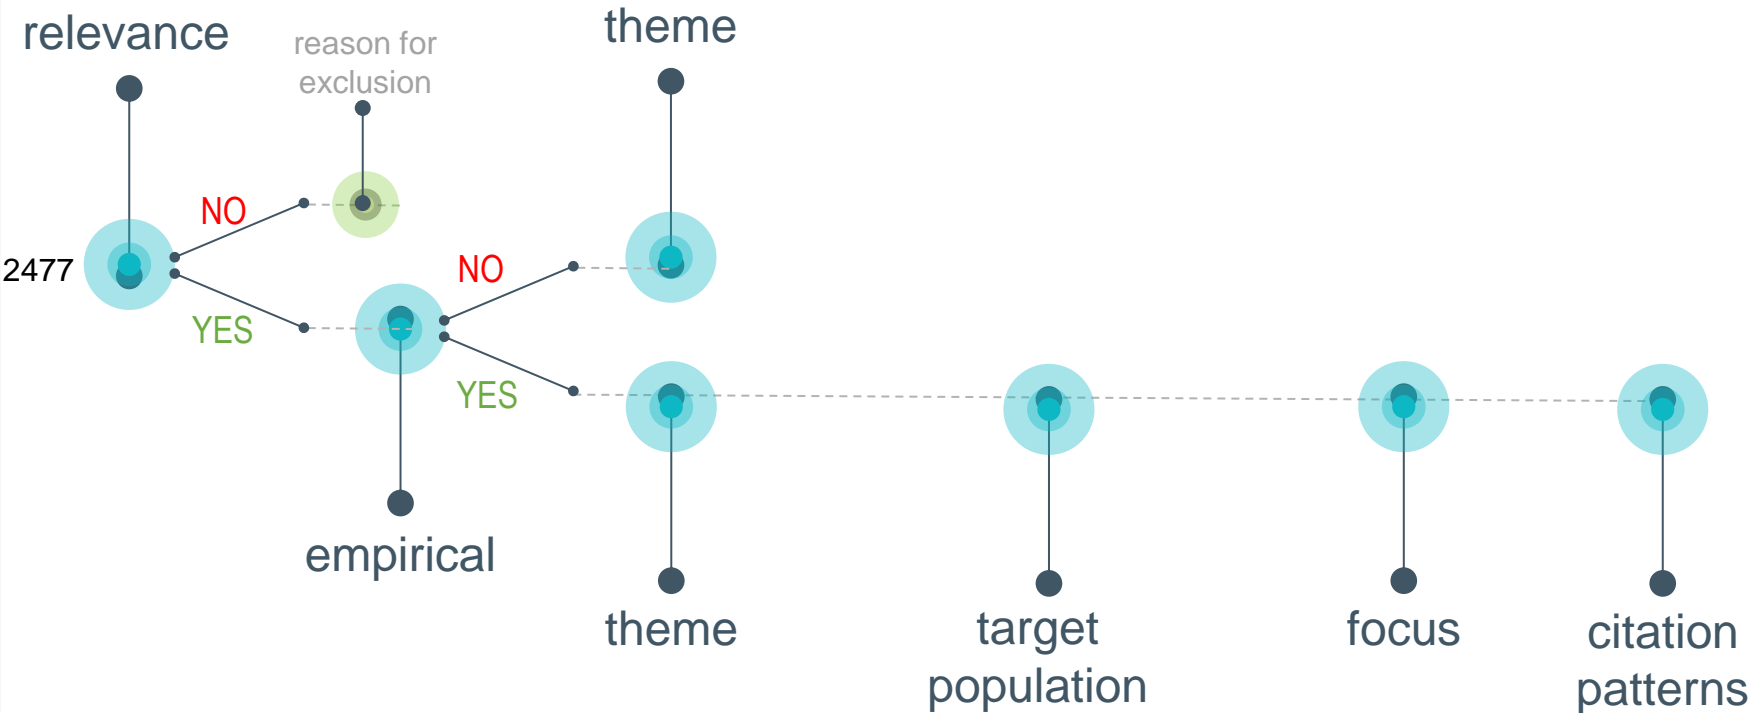 relevance
reason for
exclusion
theme
NO
2477
YES
NO
YES
empirical
theme
target
population
focus
citation
patterns